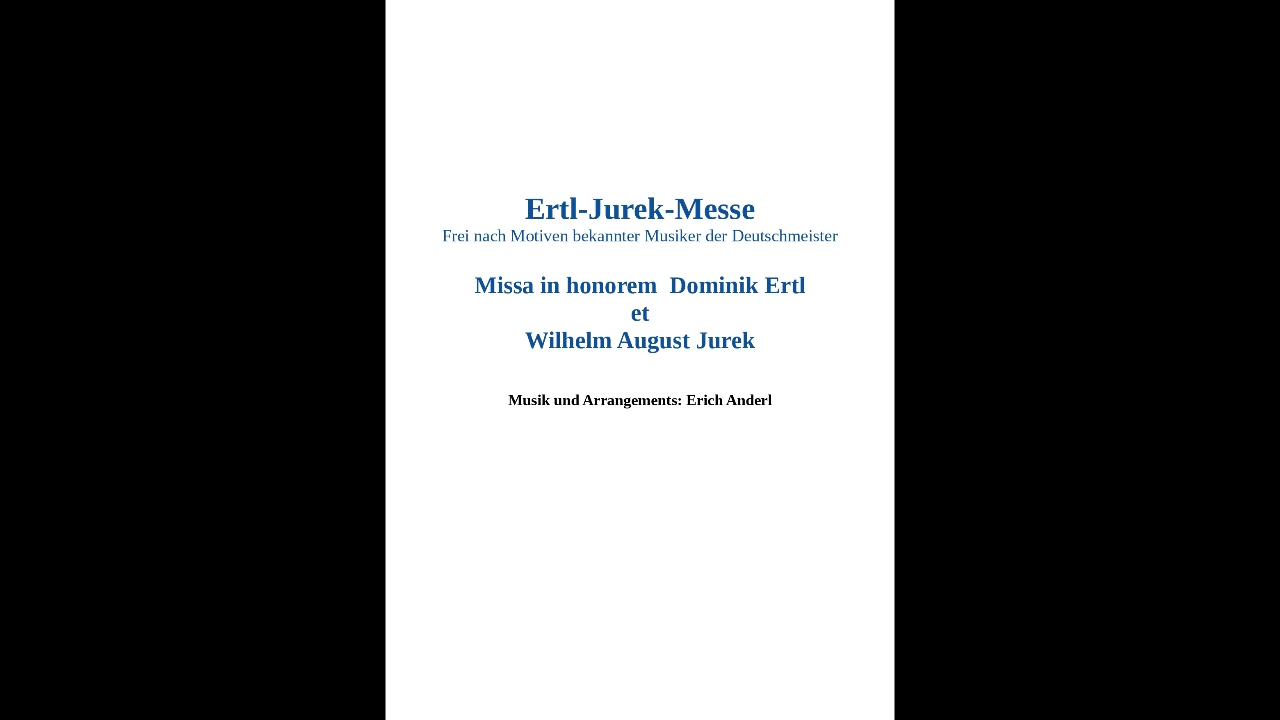 Ertl-Jurek-Messe
Frei nach Motiven bekannter Musiker der Deutschmeister
Missa in honorem  Dominik Ertl
et
Wilhelm August Jurek
Musik und Arrangements: Erich Anderl